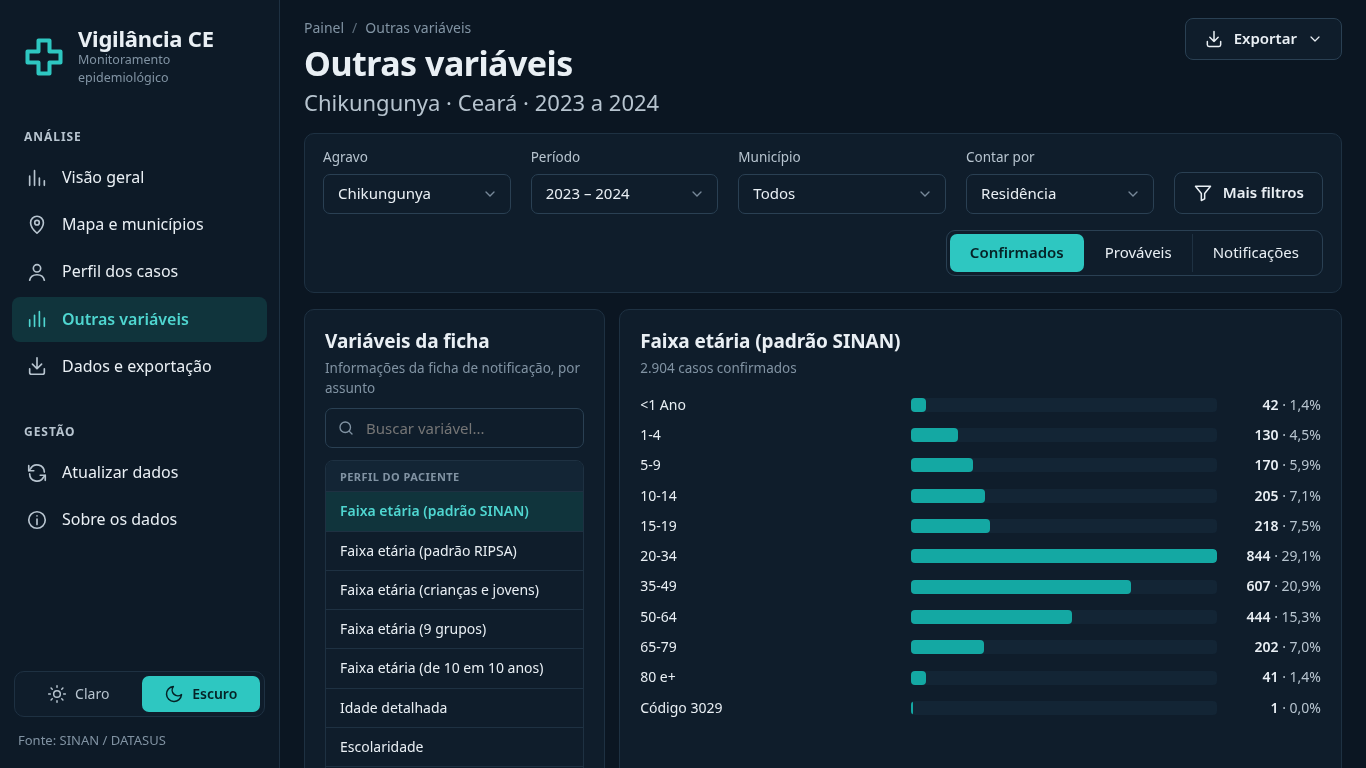 Vigilância CE
Monitoramento
epidemiológico
ANÁLISE
Visão geral
Mapa e municípios
Perfil dos casos
Outras variáveis
Dados e exportação
GESTÃO
Atualizar dados
Sobre os dados
Claro
Escuro
Fonte: SINAN / DATASUS
Painel / Outras variáveis
Outras variáveis
Chikungunya · Ceará · 2023 a 2024
Exportar
Agravo
Chikungunya
Período
2023 – 2024
Município
Todos
Contar por
Residência
Mais filtros
Confirmados
Prováveis
Notificações
Variáveis da ficha
Informações da ficha de notificação, por
assunto
Buscar variável...
PERFIL DO PACIENTE
Faixa etária (padrão SINAN)
Faixa etária (padrão RIPSA)
Faixa etária (crianças e jovens)
Faixa etária (9 grupos)
Faixa etária (de 10 em 10 anos)
Idade detalhada
Escolaridade
Faixa etária (padrão SINAN)
2.904 casos confirmados
<1 Ano 42 · 1,4%
1-4 130 · 4,5%
5-9 170 · 5,9%
10-14 205 · 7,1%
15-19 218 · 7,5%
20-34 844 · 29,1%
35-49 607 · 20,9%
50-64 444 · 15,3%
65-79 202 · 7,0%
80 e+ 41 · 1,4%
Código 3029 1 · 0,0%